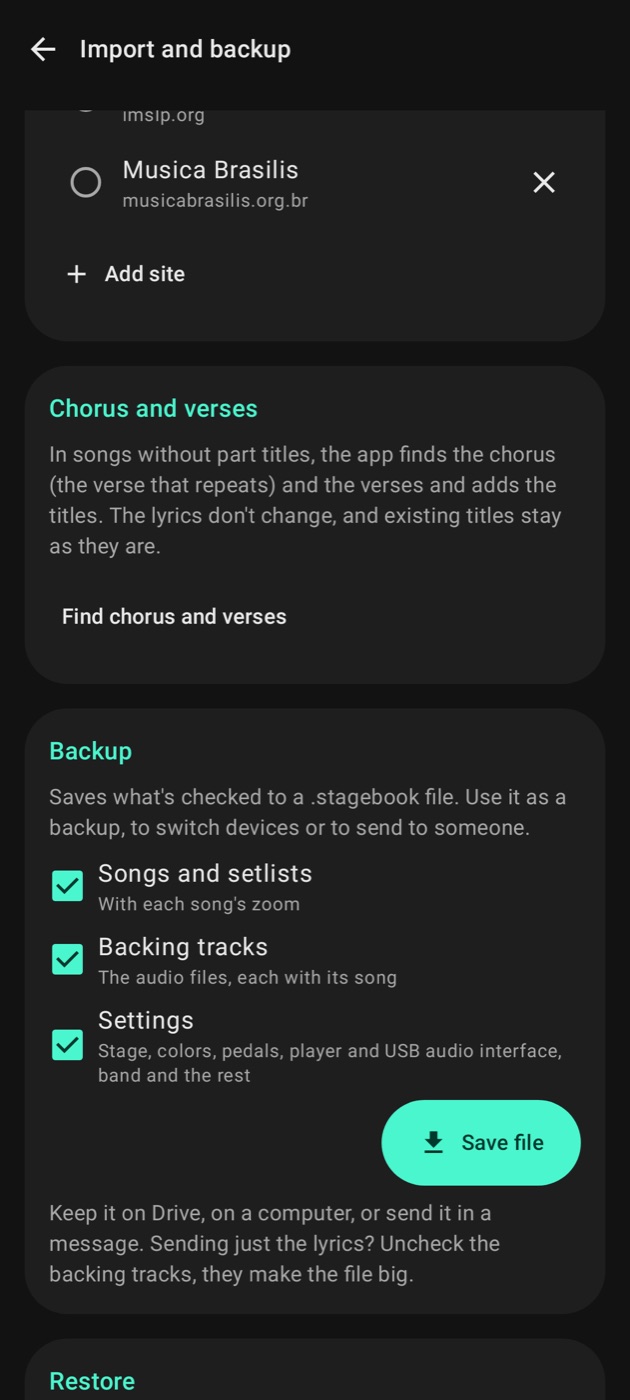 Import and backup
imslp.org
Musica Brasilis
musicabrasilis.org.br
Add site
Chorus and verses
In songs without part titles, the app finds the chorus
(the verse that repeats) and the verses and adds the
titles. The lyrics don't change, and existing titles stay
as they are.
Find chorus and verses
Backup
Saves what's checked to a .stagebook file. Use it as a
backup, to switch devices or to send to someone.
Songs and setlists
With each song's zoom
Backing tracks
The audio files, each with its song
Settings
Stage, colors, pedals, player and USB audio interface,
band and the rest
Save file
Keep it on Drive, on a computer, or send it in a
message. Sending just the lyrics? Uncheck the
backing tracks, they make the file big.
Restore